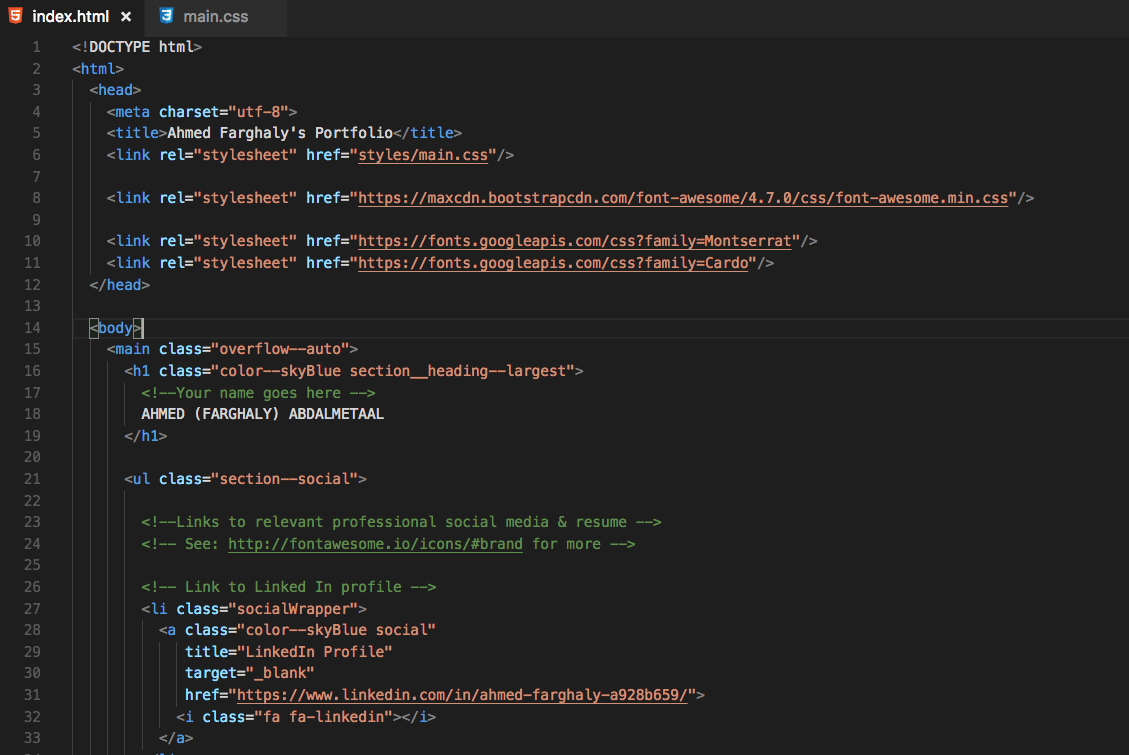 index.html × main.css
1 <!DOCTYPE html>
2 <html>
3 <head>
4 <meta charset="utf-8">
5 <title>Ahmed Farghaly's Portfolio</title>
6 <link rel="stylesheet" href="styles/main.css"/>
7
8 <link rel="stylesheet" href="https://maxcdn.bootstrapcdn.com/font-awesome/4.7.0/css/font-awesome.min.css"/>
9
10 <link rel="stylesheet" href="https://fonts.googleapis.com/css?family=Montserrat"/>
11 <link rel="stylesheet" href="https://fonts.googleapis.com/css?family=Cardo"/>
12 </head>
13
14 <body>
15 <main class="overflow--auto">
16 <h1 class="color--skyBlue section__heading--largest">
17 <!--Your name goes here -->
18 AHMED (FARGHALY) ABDALMETAAL
19 </h1>
20
21 <ul class="section--social">
22
23 <!--Links to relevant professional social media & resume -->
24 <!-- See: http://fontawesome.io/icons/#brand for more -->
25
26 <!-- Link to Linked In profile -->
27 <li class="socialWrapper">
28 <a class="color--skyBlue social"
29 title="LinkedIn Profile"
30 target="_blank"
31 href="https://www.linkedin.com/in/ahmed-farghaly-a928b659/">
32 <i class="fa fa-linkedin"></i>
33 </a>